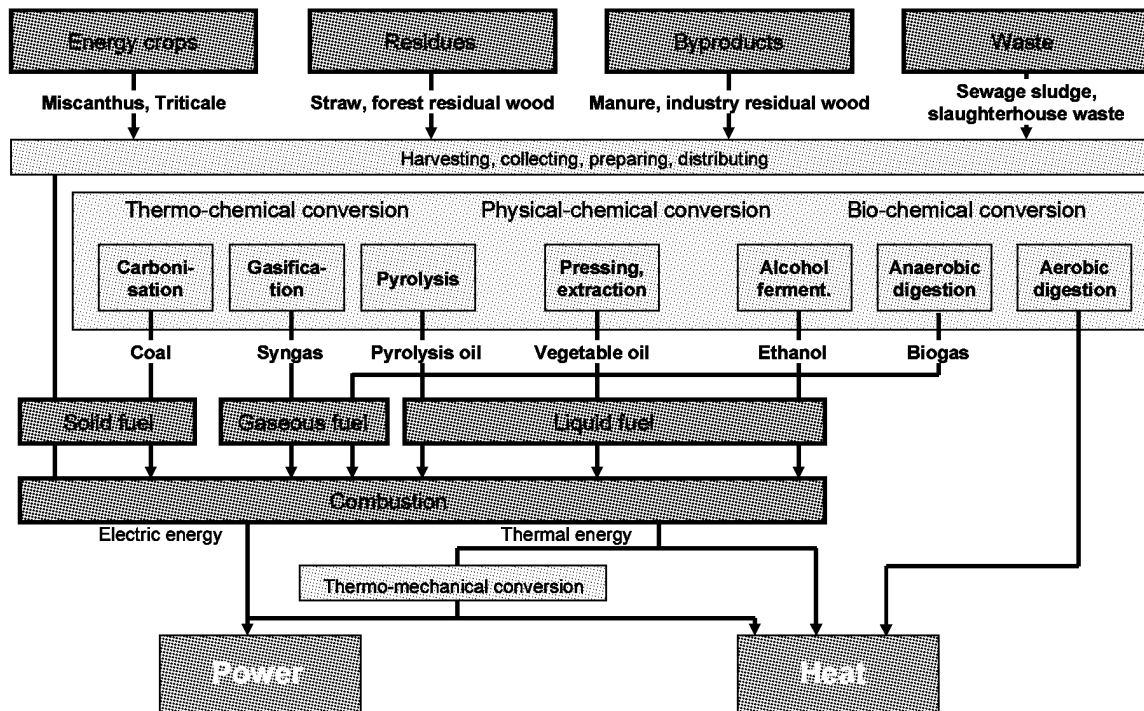 Energy crops
Residues
Byproducts
Waste
Miscanthus, Triticale
Straw, forest residual wood
Manure, industry residual wood
Sewage sludge,
slaughterhouse waste
Harvesting, collecting, preparing, distributing
Thermo-chemical conversion
Physical-chemical conversion
Bio-chemical conversion
Carboni-
sation
Gasifica-
tion
Pyrolysis
Pressing,
extraction
Alcohol
ferment.
Anaerobic
digestion
Aerobic
digestion
Coal
Syngas
Pyrolysis oil
Vegetable oil
Ethanol
Biogas
Solid fuel
Gaseous fuel
Liquid fuel
Combustion
Electric energy
Thermal energy
Thermo-mechanical conversion
Power
Heat